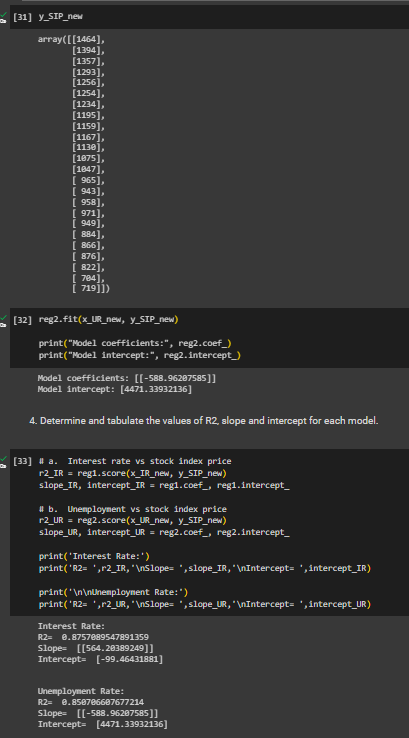 [31] y_SIP_new
array([[1464],
[1394],
[1357],
[1293],
[1256],
[1254],
[1234],
[1195],
[1159],
[1167],
[1130],
[1075],
[1047],
[ 965],
[ 943],
[ 958],
[ 971],
[ 949],
[ 884],
[ 866],
[ 876],
[ 822],
[ 704],
[ 719]])
[32] reg2.fit(x_UR_new, y_SIP_new)
print("Model coefficients:", reg2.coef_)
print("Model intercept:", reg2.intercept_)
Model coefficients: [[-588.96207585]]
Model intercept: [4471.33932136]
4. Determine and tabulate the values of R2, slope and intercept for each model.
[33] # a. Interest rate vs stock index price
r2_IR = reg1.score(x_IR_new, y_SIP_new)
slope_IR, intercept_IR = reg1.coef_, reg1.intercept_
# b. Unemployment vs stock index price
r2_UR = reg2.score(x_UR_new, y_SIP_new)
slope_UR, intercept_UR = reg2.coef_, reg2.intercept_
print('Interest Rate:')
print('R2= ',r2_IR,'\nSlope= ',slope_IR,'\nIntercept= ',intercept_IR)
print('\n\nUnemployment Rate:')
print('R2= ',r2_UR,'\nSlope= ',slope_UR,'\nIntercept= ',intercept_UR)
Interest Rate:
R2= 0.8757089547891359
Slope= [[564.20389249]]
Intercept= [-99.46431881]
Unemployment Rate:
R2= 0.850706607677214
Slope= [[-588.96207585]]
Intercept= [4471.33932136]